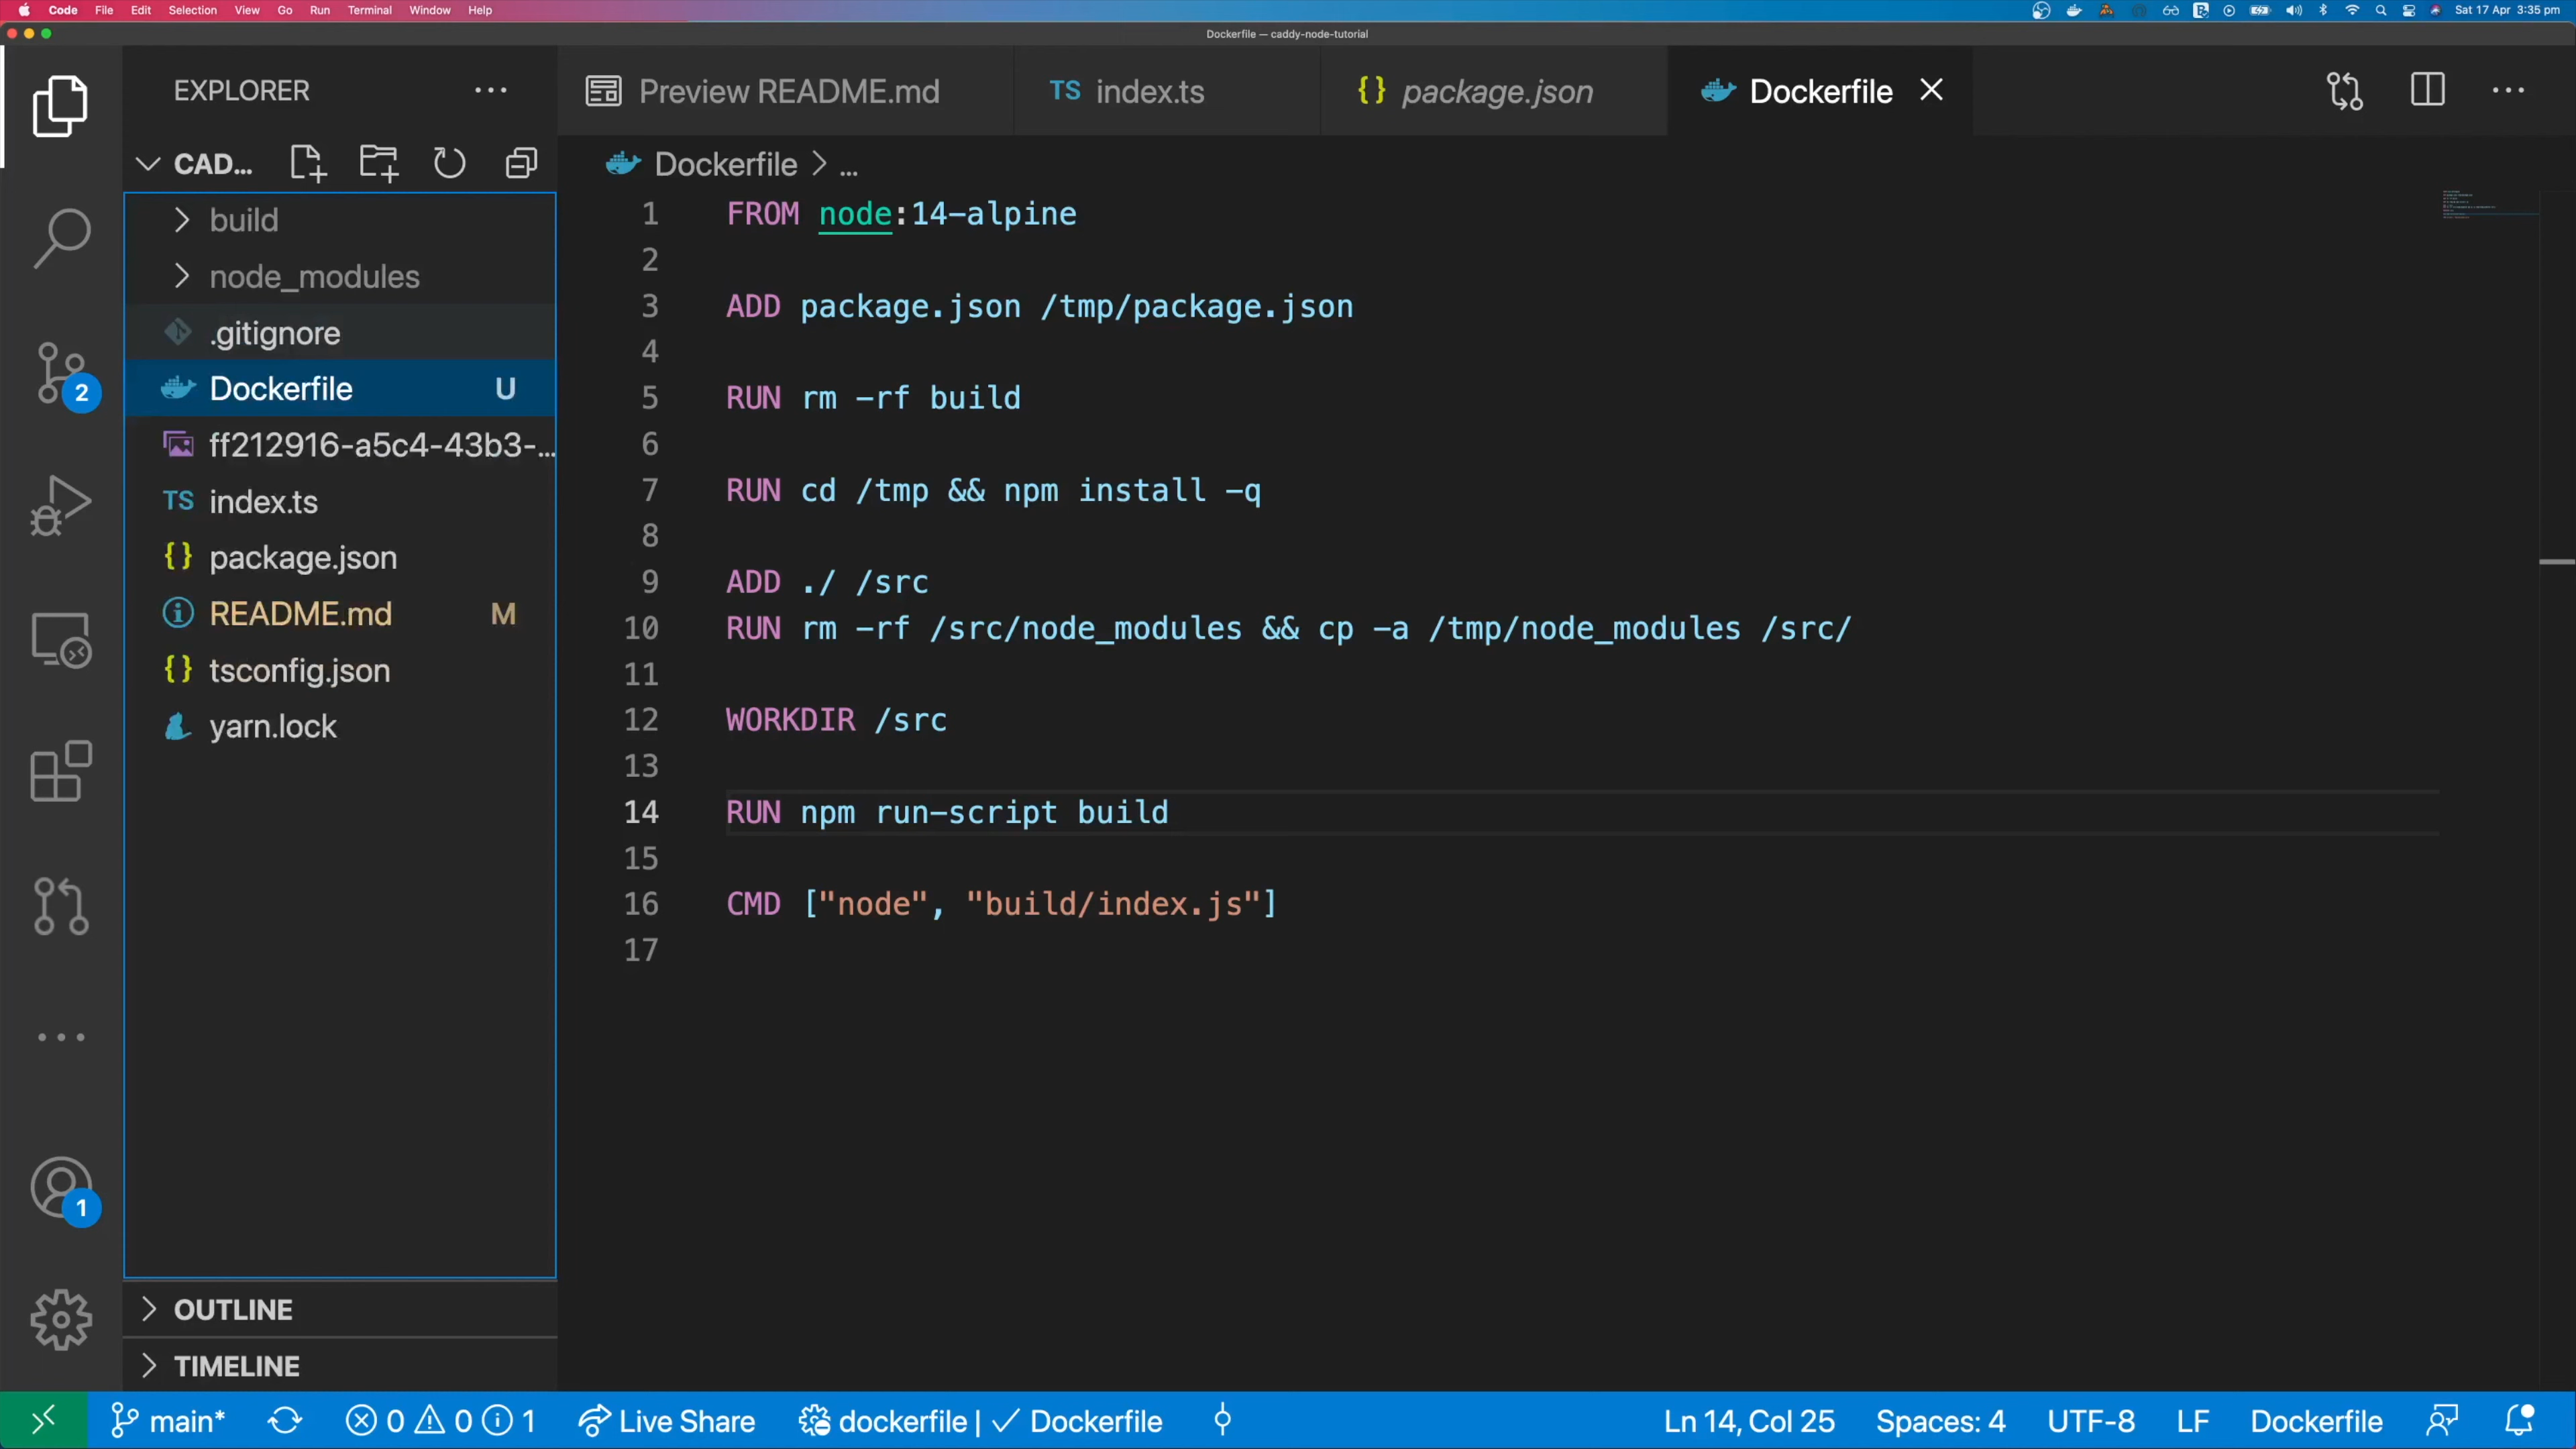 Code File Edit Selection View Go Run Terminal Window Help Sat 17 Apr 3:35 pm
Dockerfile — caddy-node-tutorial
EXPLORER
Preview README.md
TS index.ts
{} package.json
Dockerfile
CAD...
Dockerfile > ...
build
node_modules
.gitignore
Dockerfile U
ff212916-a5c4-43b3-...
TS index.ts
{} package.json
README.md M
{} tsconfig.json
yarn.lock
2
1
OUTLINE
TIMELINE
1 FROM node:14-alpine
2
3 ADD package.json /tmp/package.json
4
5 RUN rm -rf build
6
7 RUN cd /tmp && npm install -q
8
9 ADD ./ /src
10 RUN rm -rf /src/node_modules && cp -a /tmp/node_modules /src/
11
12 WORKDIR /src
13
14 RUN npm run-script build
15
16 CMD ["node", "build/index.js"]
17
main* 0 0 1 Live Share dockerfile | ✓ Dockerfile Ln 14, Col 25 Spaces: 4 UTF-8 LF Dockerfile